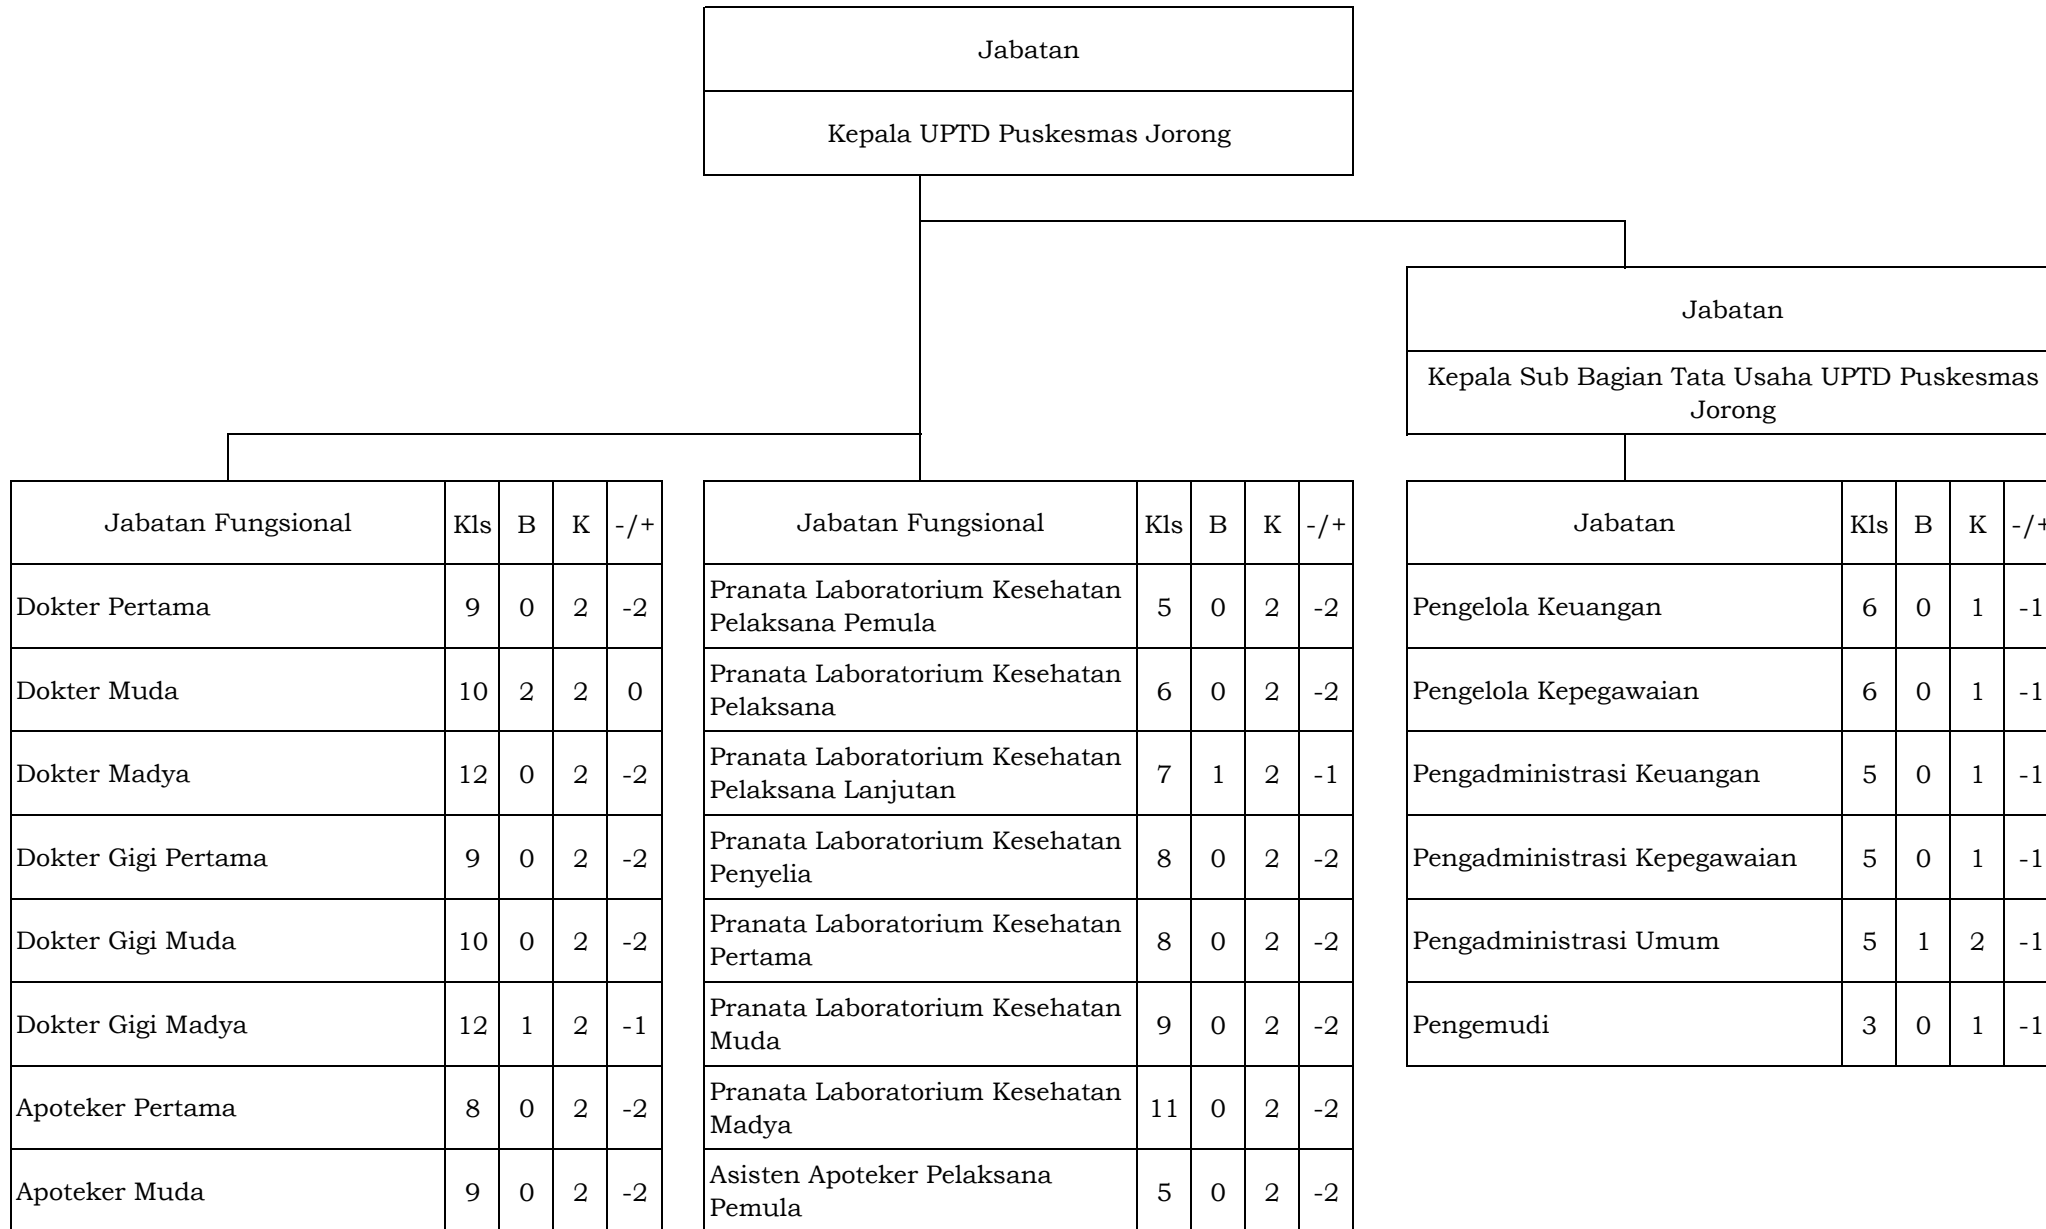 Jabatan
Kepala UPTD Puskesmas Jorong
Jabatan
Kepala Sub Bagian Tata Usaha UPTD Puskesmas
Jorong
Jabatan Fungsional Kls B K -/+
Dokter Pertama 9 0 2 -2
Dokter Muda 10 2 2 0
Dokter Madya 12 0 2 -2
Dokter Gigi Pertama 9 0 2 -2
Dokter Gigi Muda 10 0 2 -2
Dokter Gigi Madya 12 1 2 -1
Apoteker Pertama 8 0 2 -2
Apoteker Muda 9 0 2 -2
Jabatan Fungsional Kls B K -/+
Pranata Laboratorium Kesehatan
Pelaksana Pemula 5 0 2 -2
Pranata Laboratorium Kesehatan
Pelaksana 6 0 2 -2
Pranata Laboratorium Kesehatan
Pelaksana Lanjutan 7 1 2 -1
Pranata Laboratorium Kesehatan
Penyelia 8 0 2 -2
Pranata Laboratorium Kesehatan
Pertama 8 0 2 -2
Pranata Laboratorium Kesehatan
Muda 9 0 2 -2
Pranata Laboratorium Kesehatan
Madya 11 0 2 -2
Asisten Apoteker Pelaksana
Pemula 5 0 2 -2
Jabatan Kls B K -/+
Pengelola Keuangan 6 0 1 -1
Pengelola Kepegawaian 6 0 1 -1
Pengadministrasi Keuangan 5 0 1 -1
Pengadministrasi Kepegawaian 5 0 1 -1
Pengadministrasi Umum 5 1 2 -1
Pengemudi 3 0 1 -1